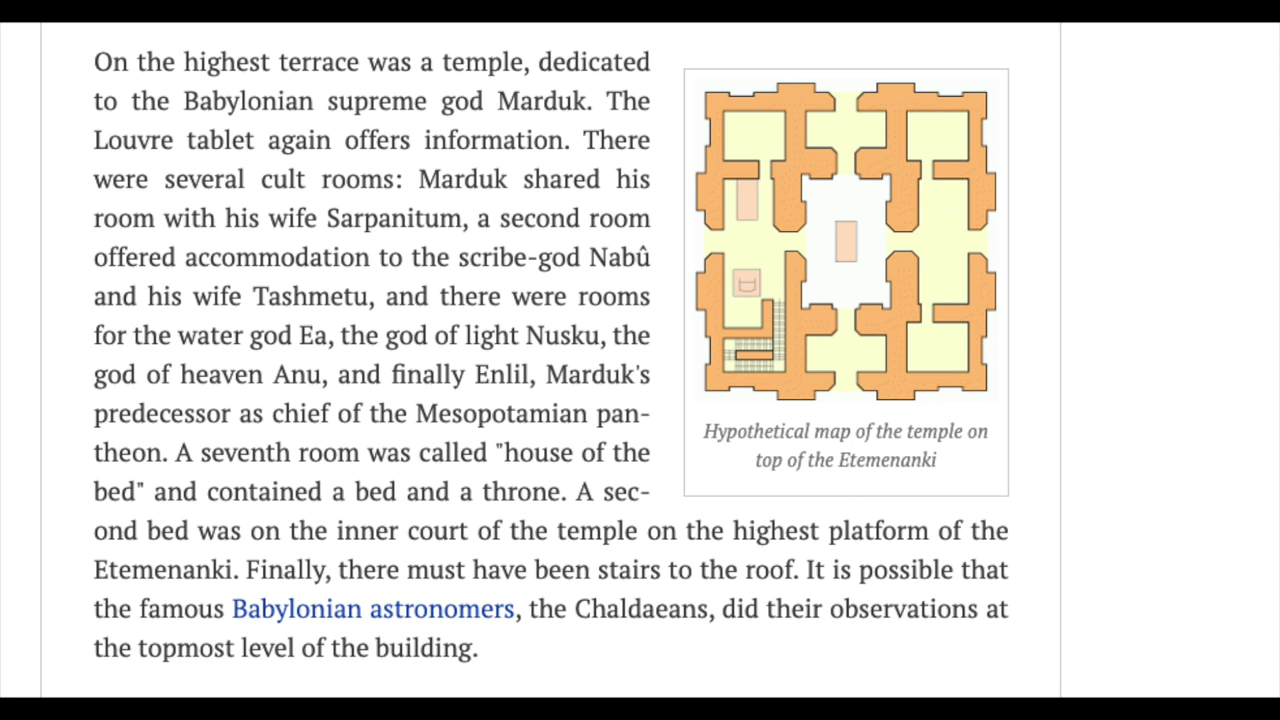 On the highest terrace was a temple, dedicated
to the Babylonian supreme god Marduk. The
Louvre tablet again offers information. There
were several cult rooms: Marduk shared his
room with his wife Sarpanitum, a second room
offered accommodation to the scribe-god Nabû
and his wife Tashmetu, and there were rooms
for the water god Ea, the god of light Nusku, the
god of heaven Anu, and finally Enlil, Marduk's
predecessor as chief of the Mesopotamian pan-
theon. A seventh room was called "house of the
bed" and contained a bed and a throne. A sec-
ond bed was on the inner court of the temple on the highest platform of the
Etemenanki. Finally, there must have been stairs to the roof. It is possible that
the famous Babylonian astronomers, the Chaldaeans, did their observations at
the topmost level of the building.
Hypothetical map of the temple on
top of the Etemenanki